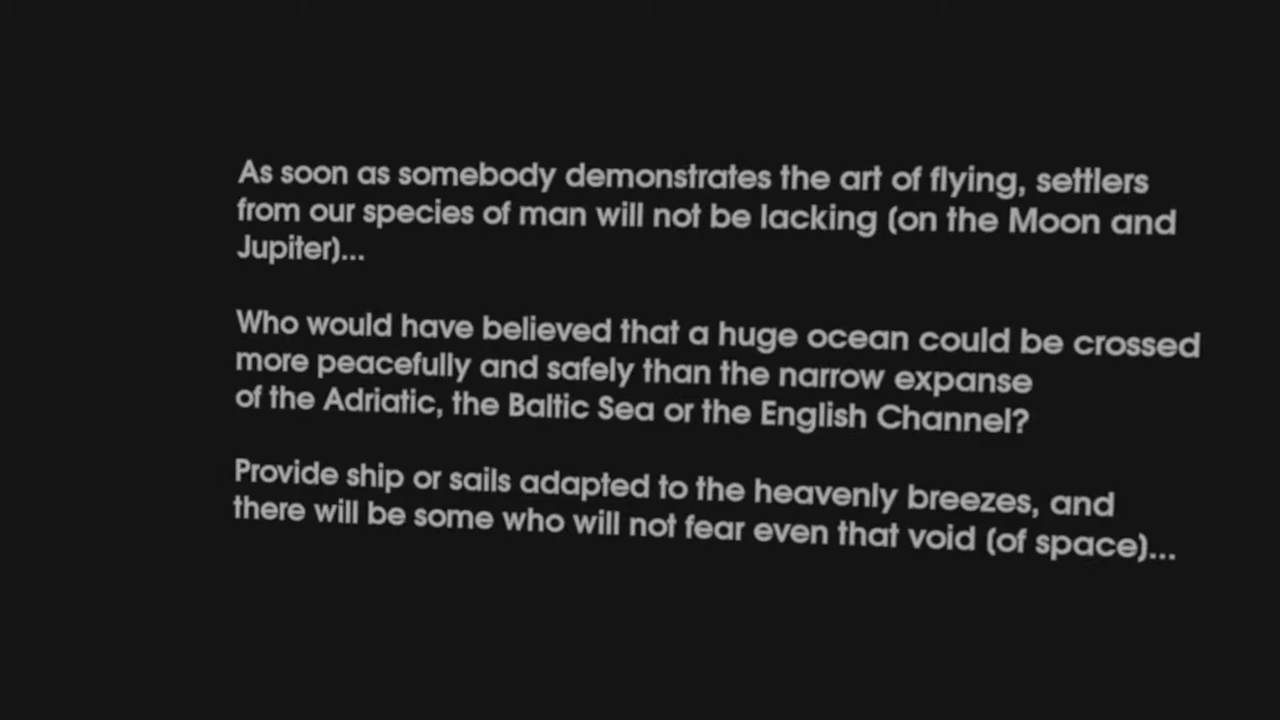 As soon as somebody demonstrates the art of flying, settlers
from our species of man will not be lacking (on the Moon and
Jupiter)...
Who would have believed that a huge ocean could be crossed
more peacefully and safely than the narrow expanse
of the Adriatic, the Baltic Sea or the English Channel?
Provide ship or sails adapted to the heavenly breezes, and
there will be some who will not fear even that void (of space)...